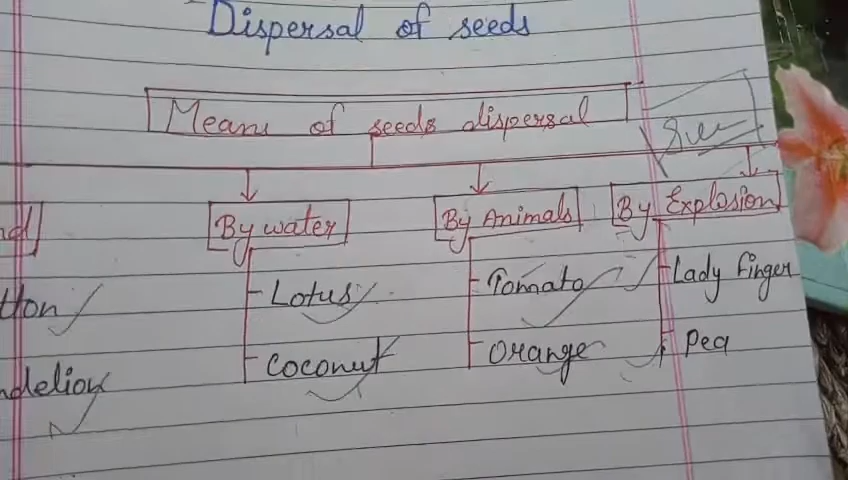 Dispersal of seeds
Means of seeds dispersal
By water
By Animals
By Explosion
Lotus
Tomato
Lady finger
Coconut
Orange
Pea